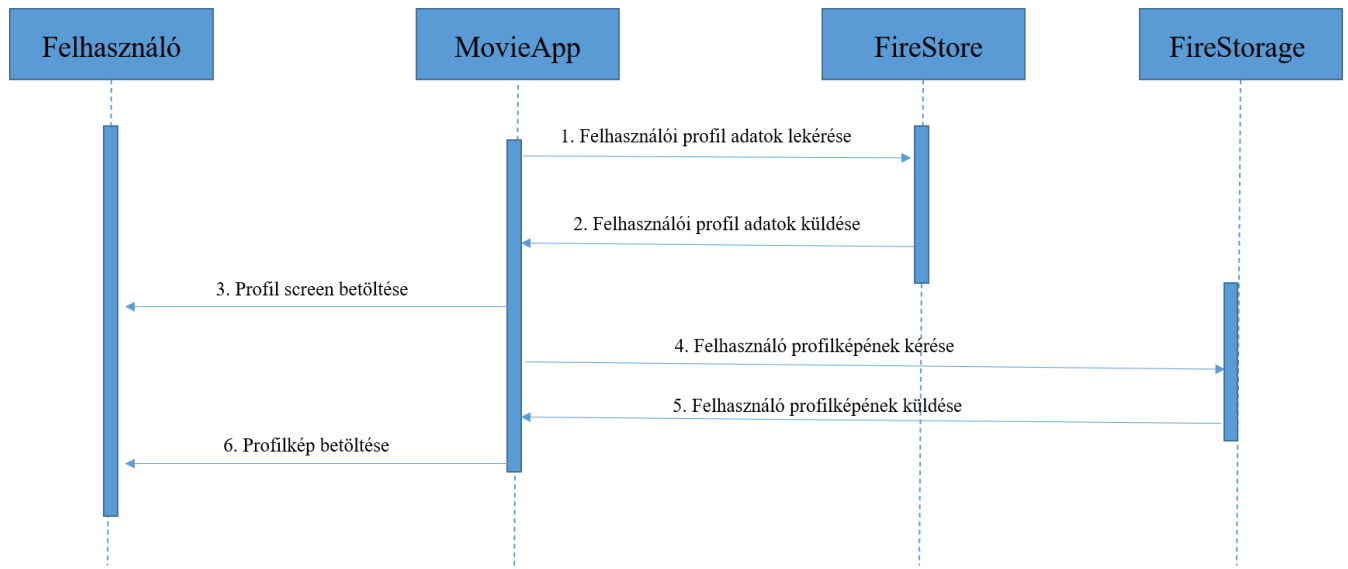 Felhasználó
MovieApp
FireStore
FireStorage
1. Felhasználói profil adatok lekérése
2. Felhasználói profil adatok küldése
3. Profil screen betöltése
4. Felhasználó profilképének kérése
5. Felhasználó profilképének küldése
6. Profilkép betöltése